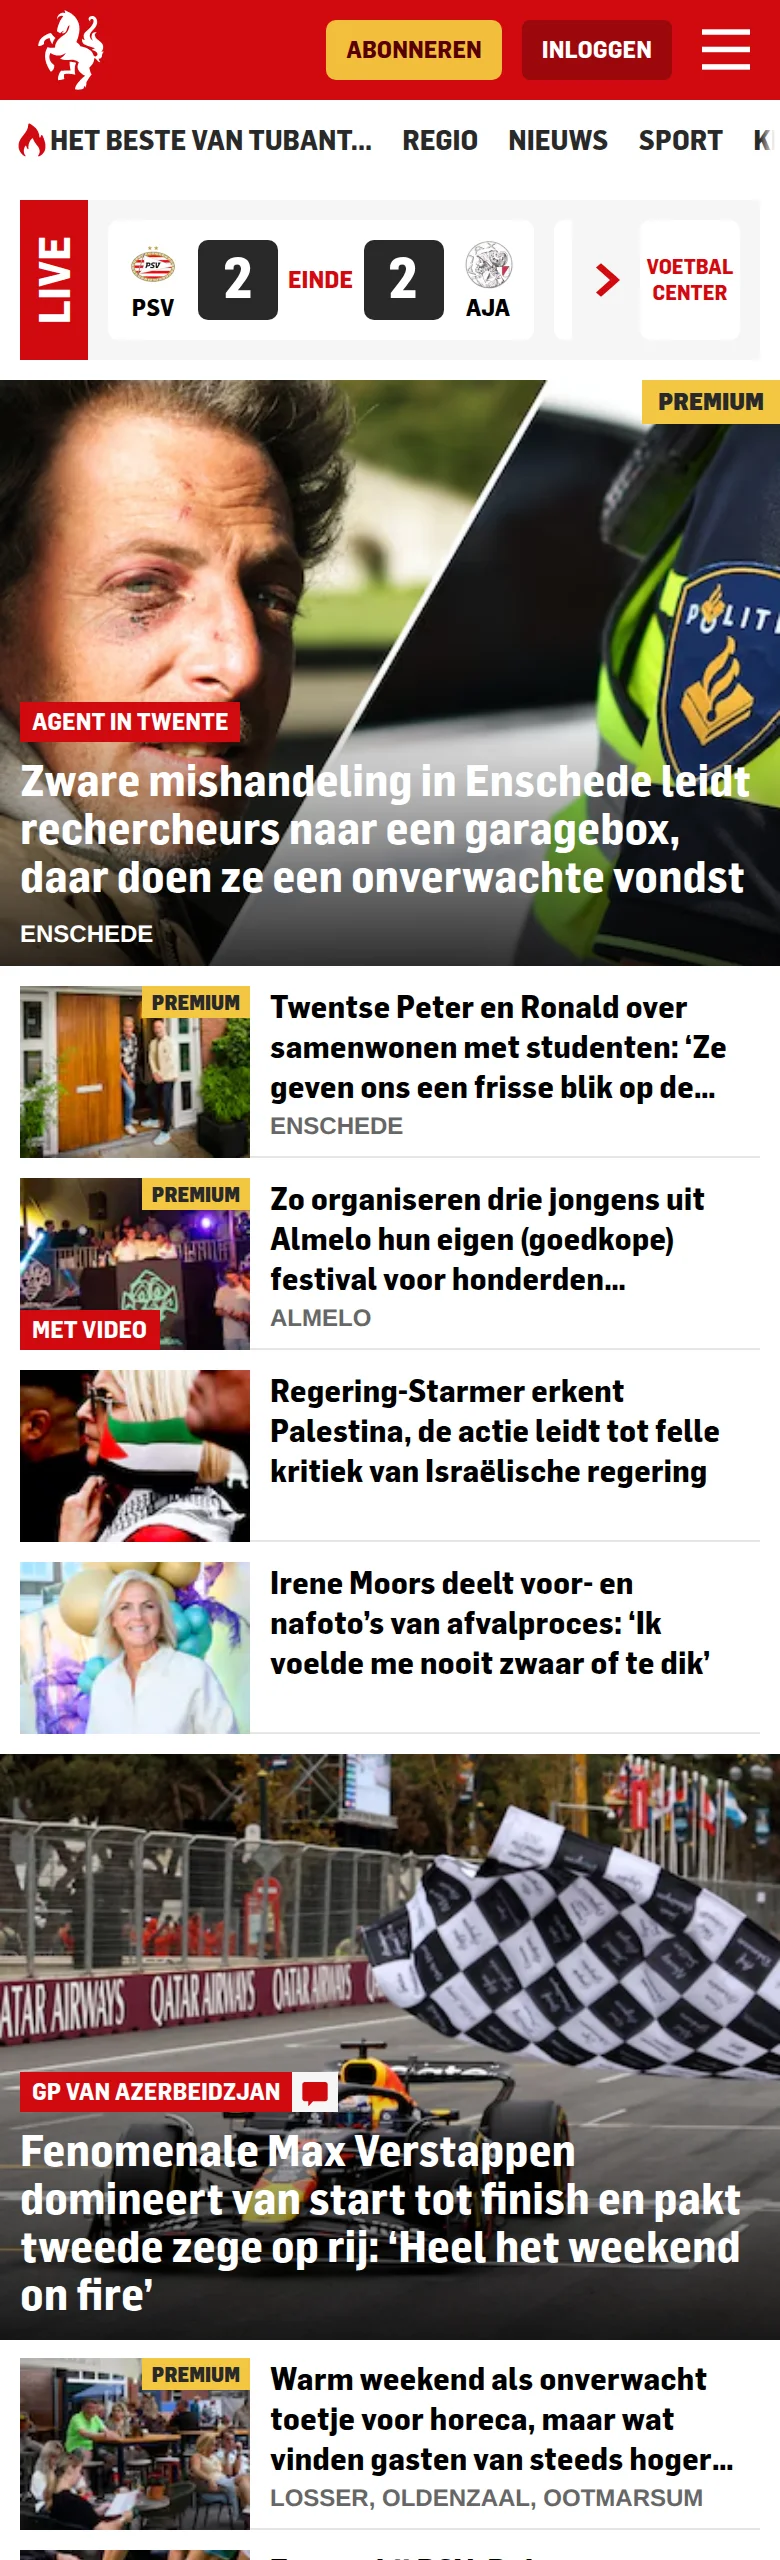 ABONNEREN
INLOGGEN
HET BESTE VAN TUBANT...
REGIO
NIEUWS
SPORT
LIVE
PSV
PSV
2
EINDE
2
AJA
VOETBAL
CENTER
PREMIUM
AGENT IN TWENTE
Zware mishandeling in Enschede leidt
rechercheurs naar een garagebox,
daar doen ze een onverwachte vondst
ENSCHEDE
PREMIUM
Twentse Peter en Ronald over
samenwonen met studenten: ‘Ze
geven ons een frisse blik op de...
ENSCHEDE
PREMIUM
MET VIDEO
Zo organiseren drie jongens uit
Almelo hun eigen (goedkope)
festival voor honderden...
ALMELO
Regering-Starmer erkent
Palestina, de actie leidt tot felle
kritiek van Israëlische regering
Irene Moors deelt voor- en
nafoto’s van afvalproces: ‘Ik
voelde me nooit zwaar of te dik’
QATAR AIRWAYS
GP VAN AZERBEIDZJAN
Fenomenale Max Verstappen
domineert van start tot finish en pakt
tweede zege op rij: ‘Heel het weekend
on fire’
PREMIUM
Warm weekend als onverwacht
toetje voor horeca, maar wat
vinden gasten van steeds hoger...
LOSSER, OLDENZAAL, OOTMARSUM